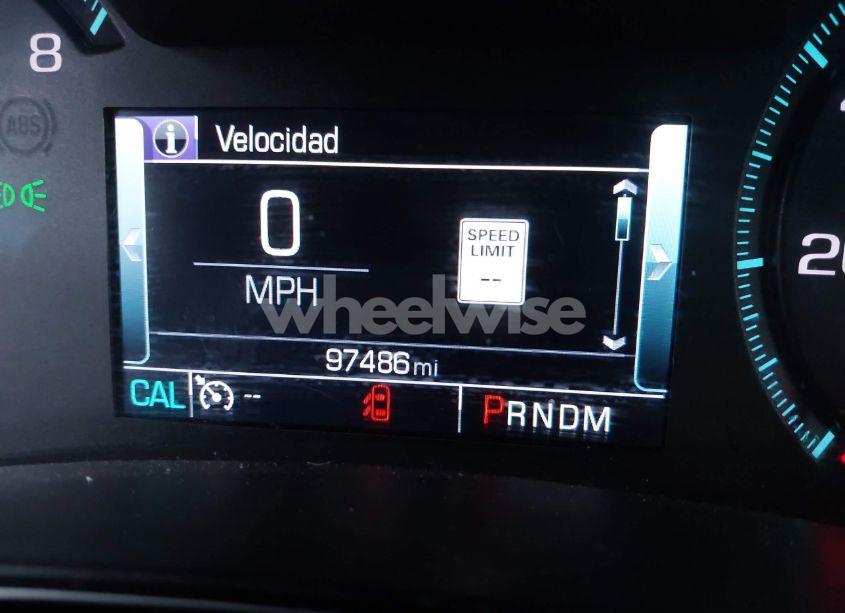 8
ABS
Velocidad
0
MPH
SPEED
LIMIT
--
20
wheelwise
97486 mi
CAL
--
PRNDM